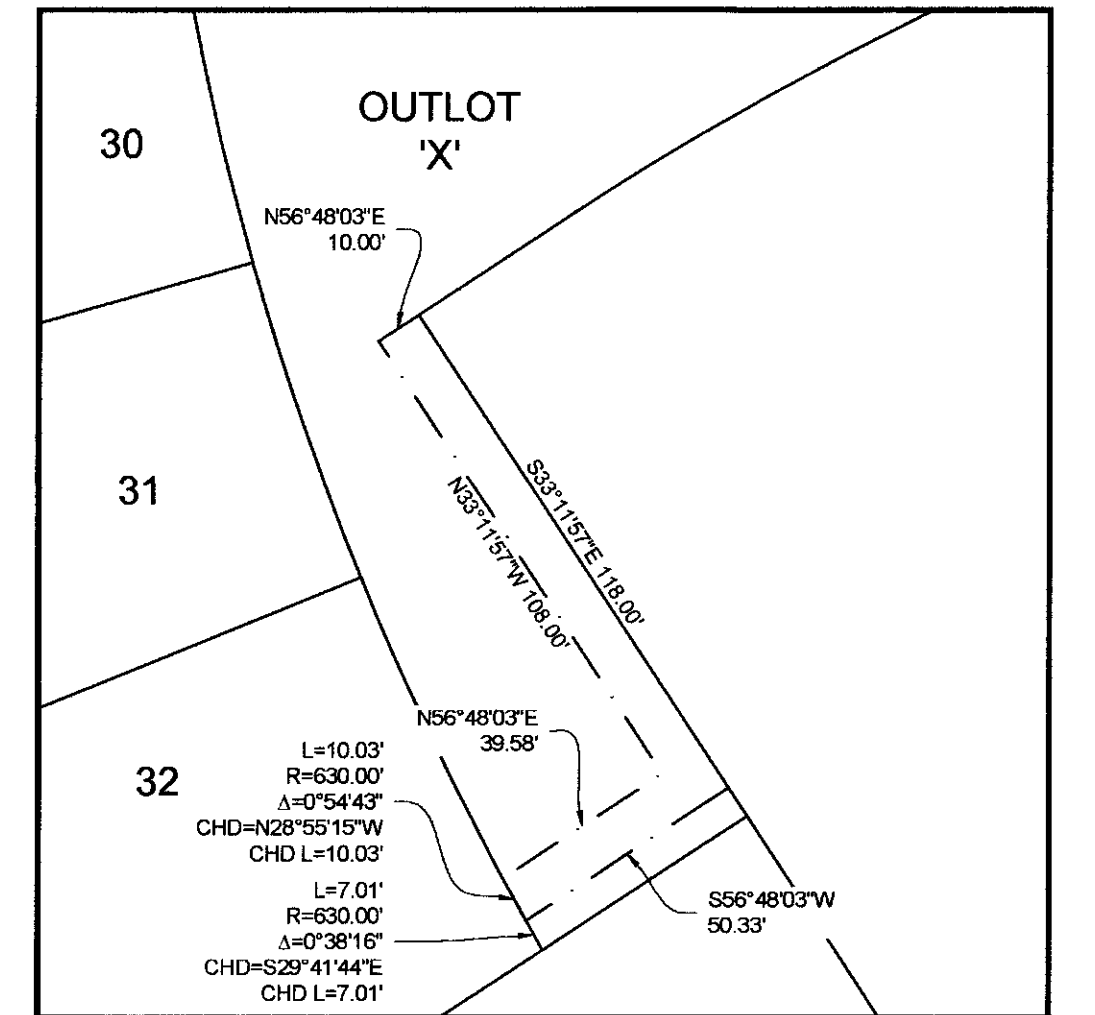 OUTLOT
'X'
30
N56°48'03"E
10.00'
31
S33°11'57"E 118.00'
N33°11'57"W 108.00'
N56°48'03"E
39.58'
32
L=10.03'
R=630.00'
Δ=0°54'43"
CHD=N28°55'15"W
CHD L=10.03'
L=7.01'
R=630.00'
Δ=0°38'16"
CHD=S29°41'44"E
CHD L=7.01'
S56°48'03"W
50.33'